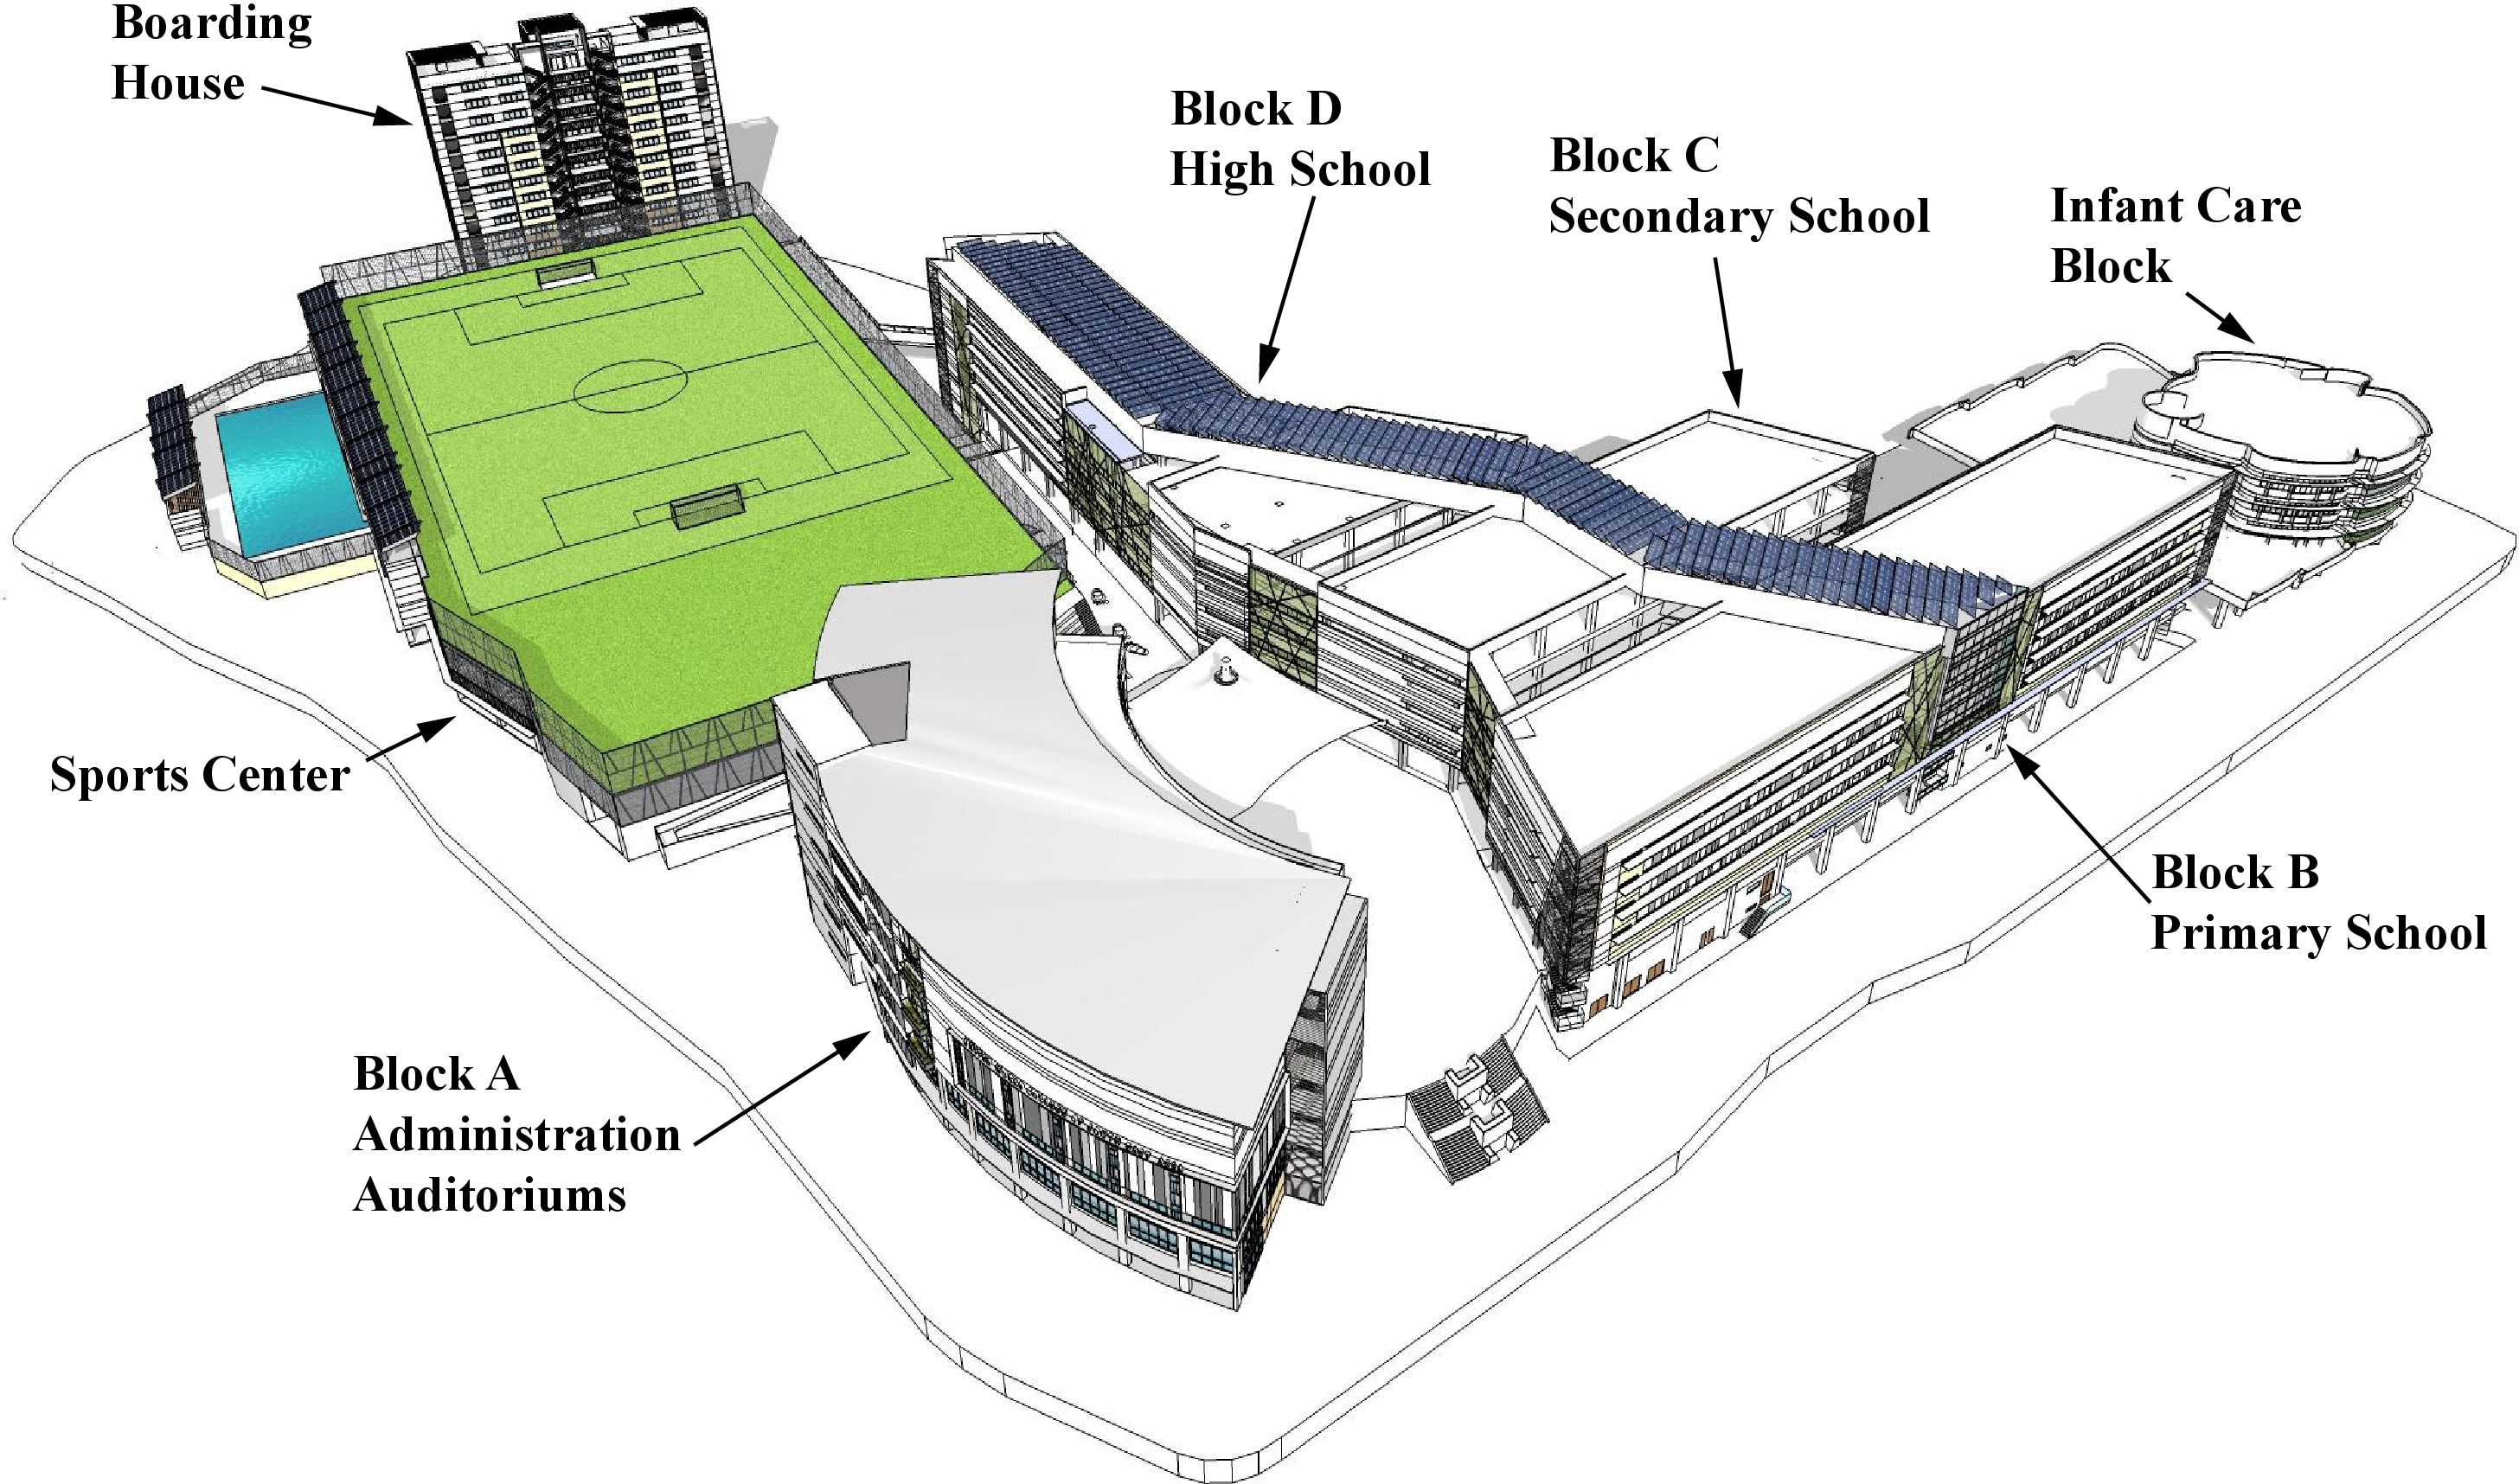 Boarding
House
Block D
High School
Block C
Secondary School
Infant Care
Block
Sports Center
Block B
Primary School
Block A
Administration
Auditoriums